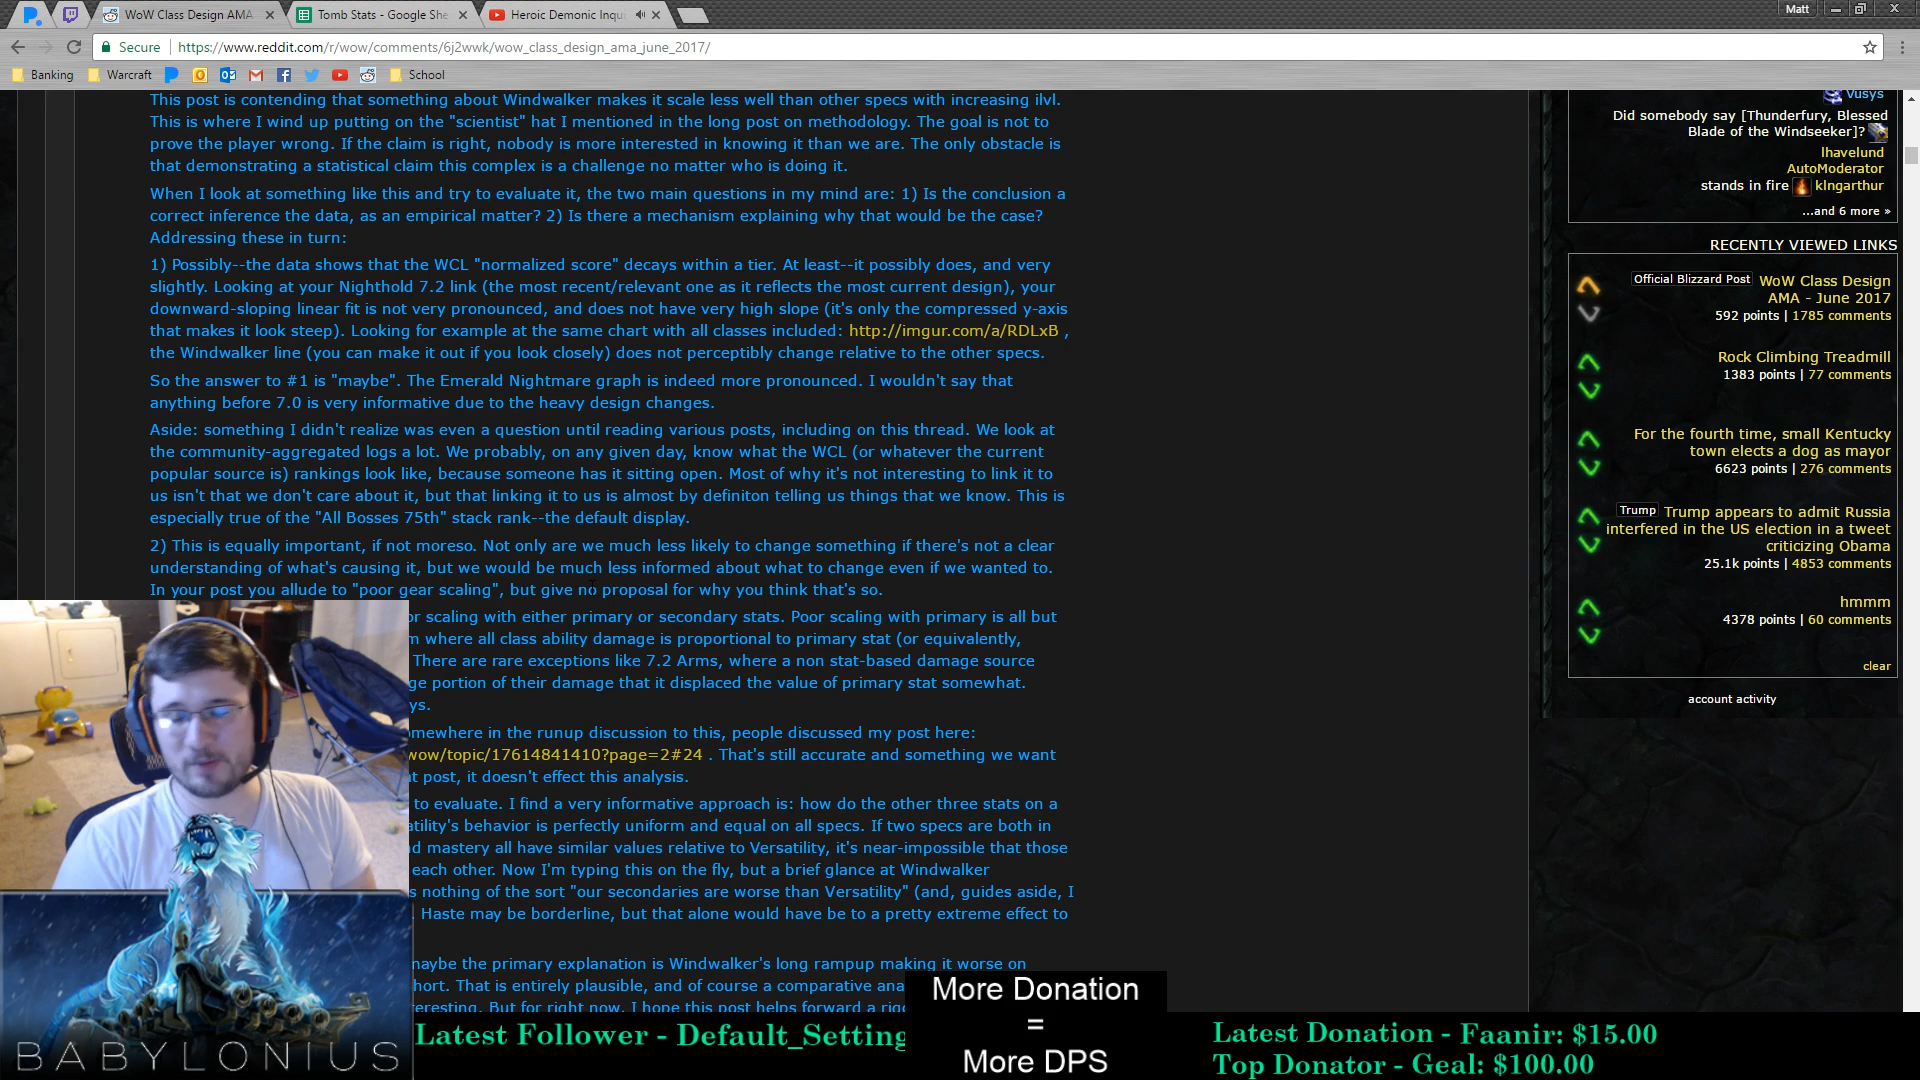 WoW Class Design AMA
Tomb Stats - Google She
Heroic Demonic Inqu
Matt
Secure
https://www.reddit.com/r/wow/comments/6j2wwk/wow_class_design_ama_june_2017/
Banking
Warcraft
School
This post is contending that something about Windwalker makes it scale less well than other specs with increasing ilvl.
This is where I wind up putting on the "scientist" hat I mentioned in the long post on methodology. The goal is not to
prove the player wrong. If the claim is right, nobody is more interested in knowing it than we are. The only obstacle is
that demonstrating a statistical claim this complex is a challenge no matter who is doing it.
When I look at something like this and try to evaluate it, the two main questions in my mind are: 1) Is the conclusion a
correct inference the data, as an empirical matter? 2) Is there a mechanism explaining why that would be the case?
Addressing these in turn:
1) Possibly--the data shows that the WCL "normalized score" decays within a tier. At least--it possibly does, and very
slightly. Looking at your Nighthold 7.2 link (the most recent/relevant one as it reflects the most current design), your
downward-sloping linear fit is not very pronounced, and does not have very high slope (it's only the compressed y-axis
that makes it look steep). Looking for example at the same chart with all classes included: http://imgur.com/a/RDLxB ,
the Windwalker line (you can make it out if you look closely) does not perceptibly change relative to the other specs.
So the answer to #1 is "maybe". The Emerald Nightmare graph is indeed more pronounced. I wouldn't say that
anything before 7.0 is very informative due to the heavy design changes.
Aside: something I didn't realize was even a question until reading various posts, including on this thread. We look at
the community-aggregated logs a lot. We probably, on any given day, know what the WCL (or whatever the current
popular source is) rankings look like, because someone has it sitting open. Most of why it's not interesting to link it to
us isn't that we don't care about it, but that linking it to us is almost by definiton telling us things that we know. This is
especially true of the "All Bosses 75th" stack rank--the default display.
2) This is equally important, if not moreso. Not only are we much less likely to change something if there's not a clear
understanding of what's causing it, but we would be much less informed about what to change even if we wanted to.
In your post you allude to "poor gear scaling", but give no proposal for why you think that's so.
or scaling with either primary or secondary stats. Poor scaling with primary is all but
m where all class ability damage is proportional to primary stat (or equivalently,
There are rare exceptions like 7.2 Arms, where a non stat-based damage source
ge portion of their damage that it displaced the value of primary stat somewhat.
ys.
omewhere in the runup discussion to this, people discussed my post here:
wow/topic/17614841410?page=2#24 . That's still accurate and something we want
t post, it doesn't effect this analysis.
to evaluate. I find a very informative approach is: how do the other three stats on a
atility's behavior is perfectly uniform and equal on all specs. If two specs are both in
d mastery all have similar values relative to Versatility, it's near-impossible that those
each other. Now I'm typing this on the fly, but a brief glance at Windwalker
s nothing of the sort "our secondaries are worse than Versatility" (and, guides aside, I
. Haste may be borderline, but that alone would have be to a pretty extreme effect to
maybe the primary explanation is Windwalker's long rampup making it worse on
hort. That is entirely plausible, and of course a comparative ana
eresting. But for right now, I hope this post helps forward a rigo
Vusys
Did somebody say [Thunderfury, Blessed
Blade of the Windseeker]?
lhavelund
AutoModerator
stands in fire k1ngarthur
...and 6 more »
RECENTLY VIEWED LINKS
Official Blizzard Post WoW Class Design
AMA - June 2017
592 points | 1785 comments
Rock Climbing Treadmill
1383 points | 77 comments
For the fourth time, small Kentucky
town elects a dog as mayor
6623 points | 276 comments
Trump Trump appears to admit Russia
interfered in the US election in a tweet
criticizing Obama
25.1k points | 4853 comments
hmmm
4378 points | 60 comments
clear
account activity
BABYLONIUS
Latest Follower - Default_Setting
More Donation
=
More DPS
Latest Donation - Faanir: $15.00
Top Donator - Geal: $100.00